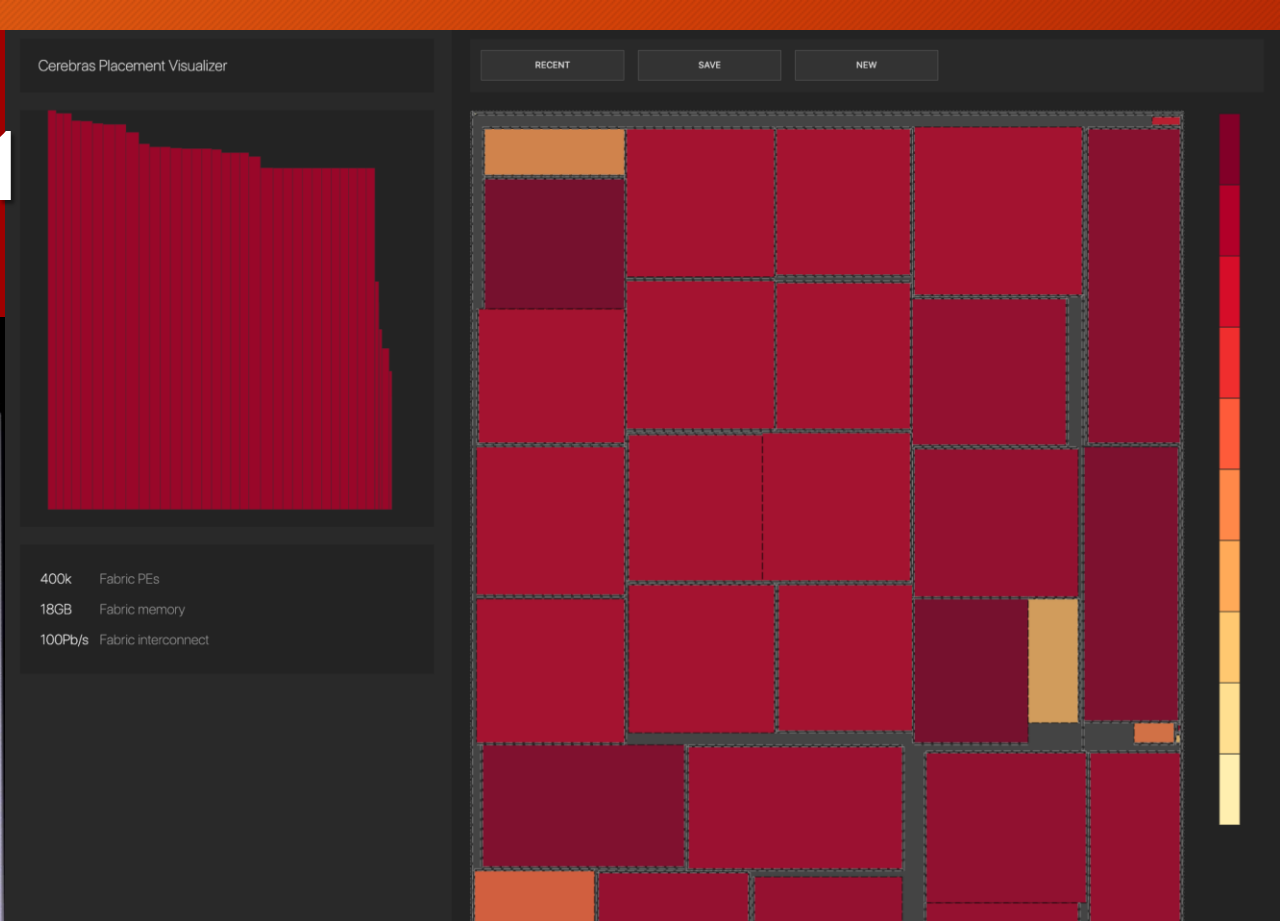 Cerebras Placement Visualizer
RECENT
SAVE
NEW
400k Fabric PEs
18GB Fabric memory
100Pb/s Fabric interconnect